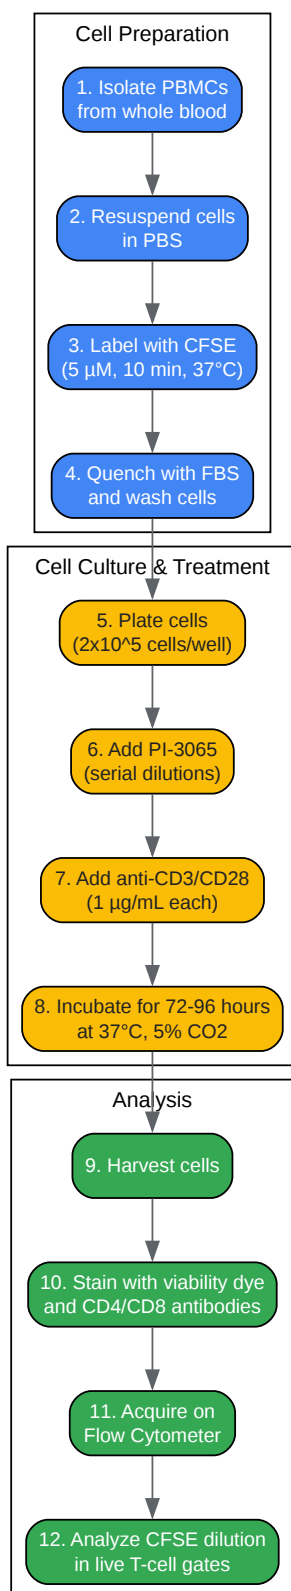 Cell Preparation
1. Isolate PBMCs
from whole blood
2. Resuspend cells
in PBS
3. Label with CFSE
(5 µM, 10 min, 37°C)
4. Quench with FBS
and wash cells
Cell Culture & Treatment
5. Plate cells
(2x10^5 cells/well)
6. Add PI-3065
(serial dilutions)
7. Add anti-CD3/CD28
(1 µg/mL each)
8. Incubate for 72-96 hours
at 37°C, 5% CO2
Analysis
9. Harvest cells
10. Stain with viability dye
and CD4/CD8 antibodies
11. Acquire on
Flow Cytometer
12. Analyze CFSE dilution
in live T-cell gates